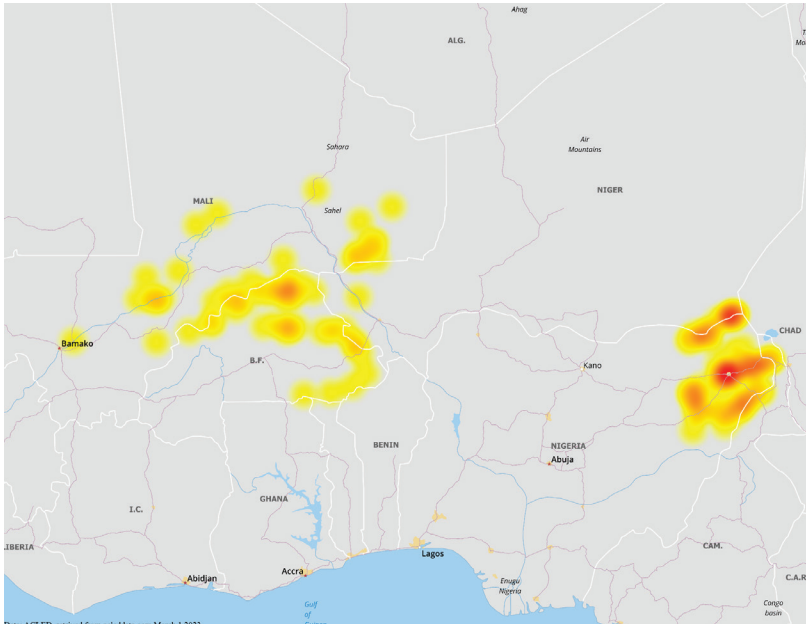 Ahag
ALG.
Air
Mountains
Sahara
NIGER
MALI
Sahel
CHAD
Bamako
B.F.
Kano
BENIN
NIGERIA
Abuja
GHANA
I.C.
LIBERIA
CAM.
Lagos
Abidjan
Accra
Enugu
Nigeria
C.A.R
Congo
basin
Gulf
of